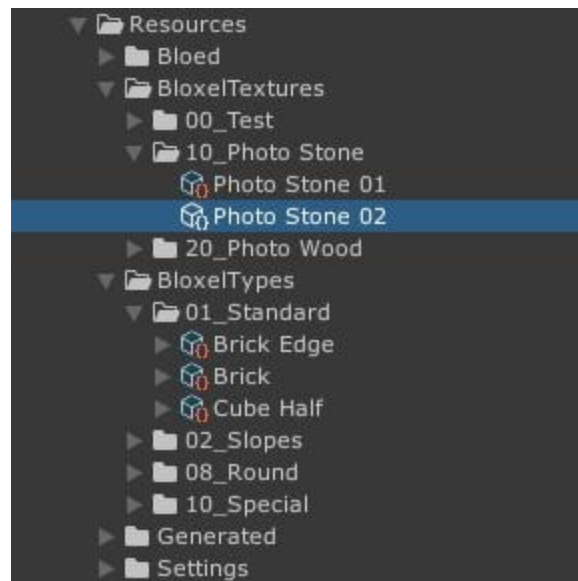 Resources
Bloed
BloxelTextures
00_Test
10_Photo Stone
Photo Stone 01
Photo Stone 02
20_Photo Wood
BloxelTypes
01_Standard
Brick Edge
Brick
Cube Half
02_Slopes
08_Round
10_Special
Generated
Settings